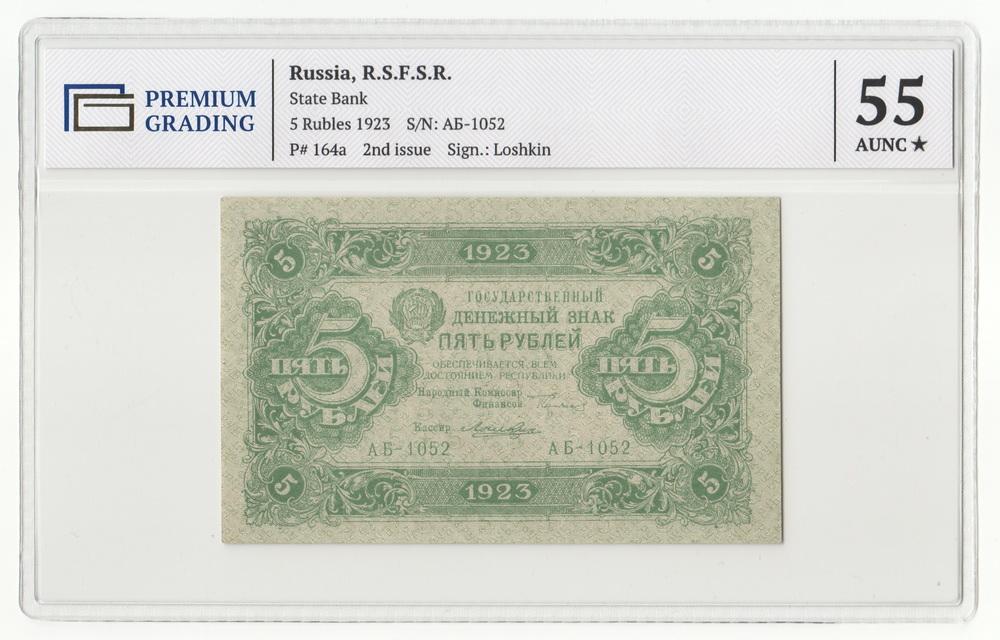 PREMIUM
GRADING
Russia, R.S.F.S.R.
State Bank
5 Rubles 1923 S/N: АБ-1052
P# 164a 2nd issue Sign.: Loshkin
55
AUNC ★
1923
5
5
ГОСУДАРСТВЕННЫЙ
ДЕНЕЖНЫЙ ЗНАК
ПЯТЬ РУБЛЕЙ
ОБЕСПЕЧИВАЕТСЯ ВСЕМ
ДОСТОЯНИЕМ РЕСПУБЛИКИ
5 ПЯТЬ РУБЛЕЙ
5 ПЯТЬ РУБЛЕЙ
Народный Комиссар
Финансов
Кассир
АБ-1052
АБ-1052
5
1923
5